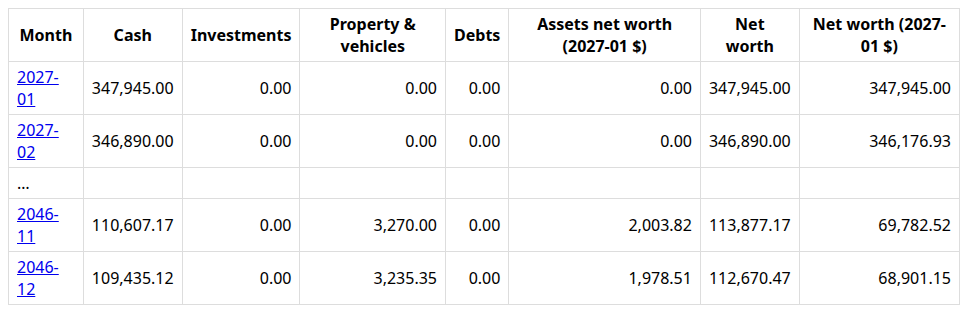 Month Cash Investments Property & vehicles Debts Assets net worth (2027-01 $) Net worth Net worth (2027-01 $)
2027-01 347,945.00 0.00 0.00 0.00 0.00 347,945.00 347,945.00
2027-02 346,890.00 0.00 0.00 0.00 0.00 346,890.00 346,176.93
...
2046-11 110,607.17 0.00 3,270.00 0.00 2,003.82 113,877.17 69,782.52
2046-12 109,435.12 0.00 3,235.35 0.00 1,978.51 112,670.47 68,901.15